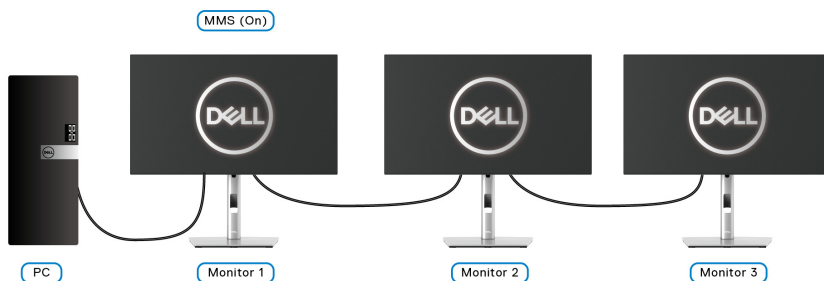 MMS (On)
DELL
DELL
DELL
DELL
PC
Monitor 1
Monitor 2
Monitor 3